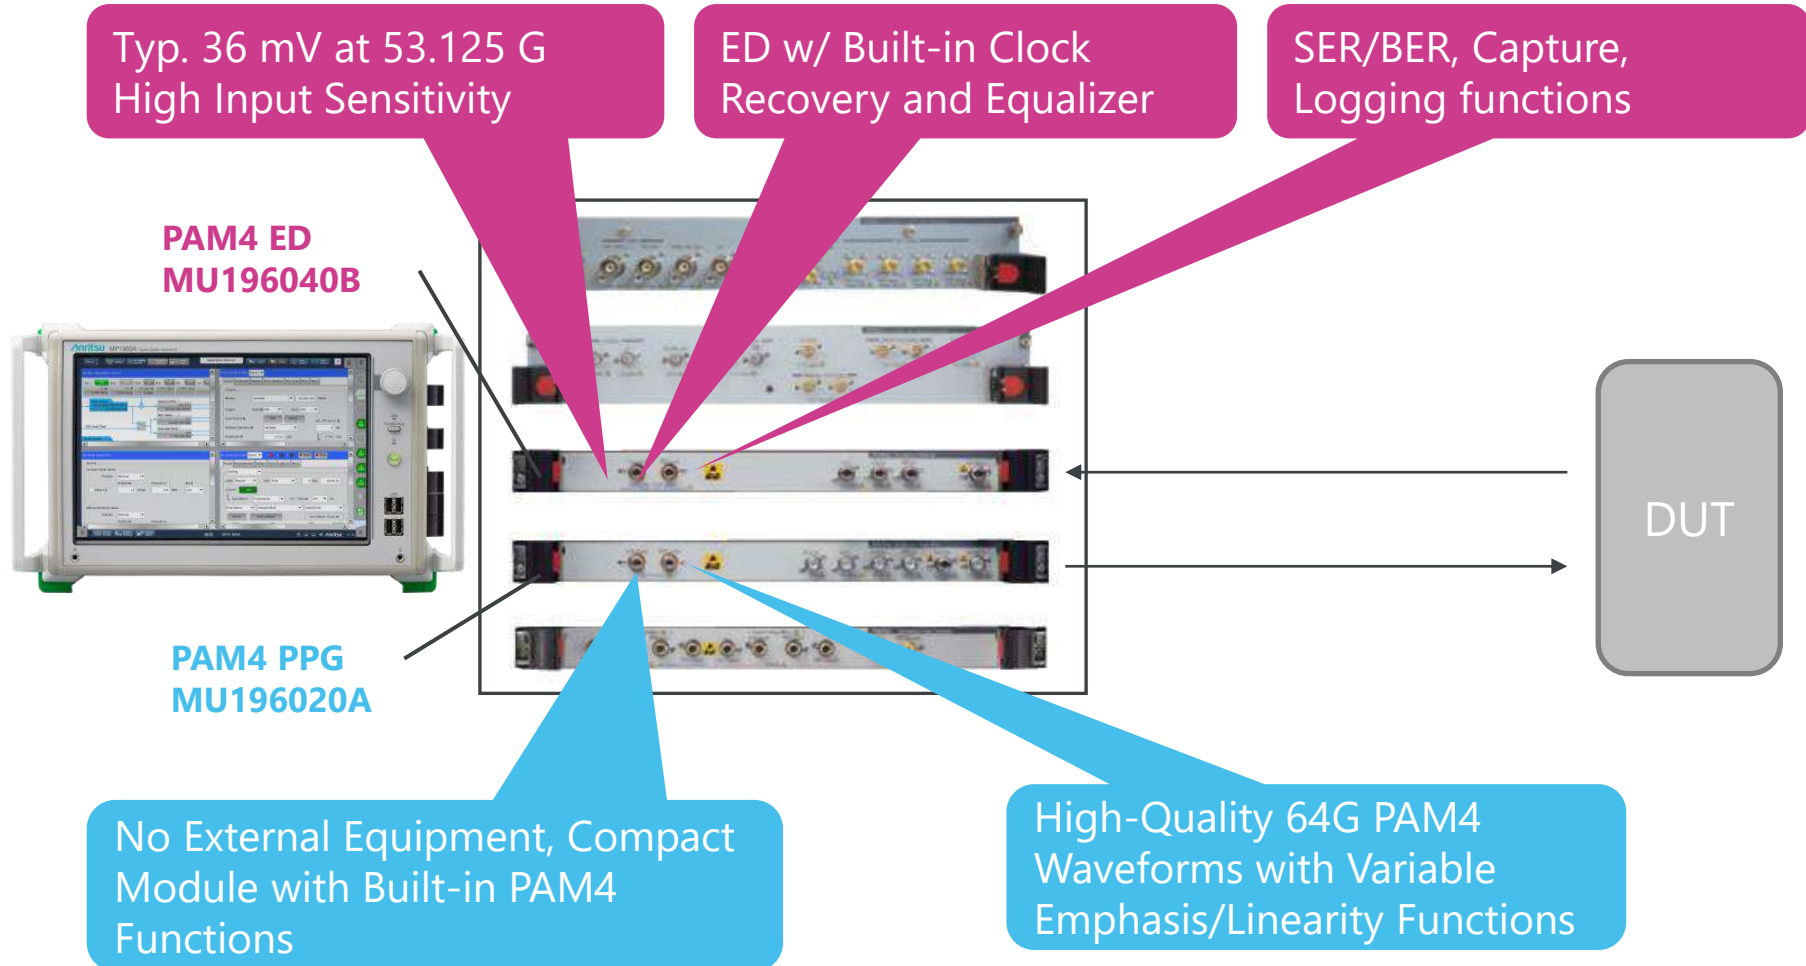 Typ. 36 mV at 53.125 G
High Input Sensitivity
ED w/ Built-in Clock
Recovery and Equalizer
SER/BER, Capture,
Logging functions
PAM4 ED
MU196040B
Anritsu MP1900A
DUT
PAM4 PPG
MU196020A
No External Equipment, Compact
Module with Built-in PAM4
Functions
High-Quality 64G PAM4
Waveforms with Variable
Emphasis/Linearity Functions